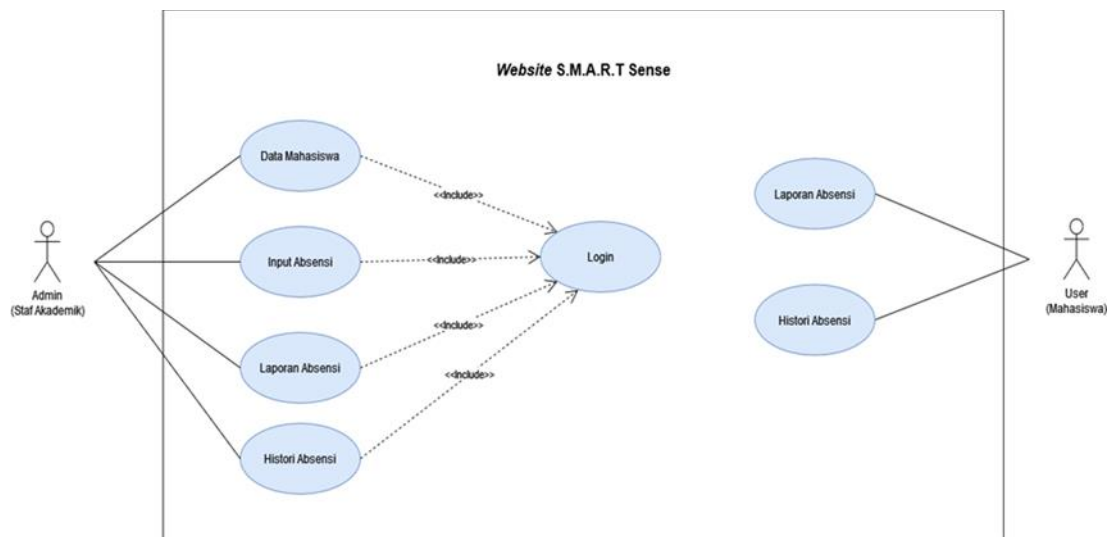 Website S.M.A.R.T Sense
Data Mahasiswa
<<Include>>
Laporan Absensi
Input Absensi
<<Include>>
Login
Admin
(Staf Akademik)
User
(Mahasiswa)
Histori Absensi
<<Include>>
Laporan Absensi
<<Include>>
Histori Absensi